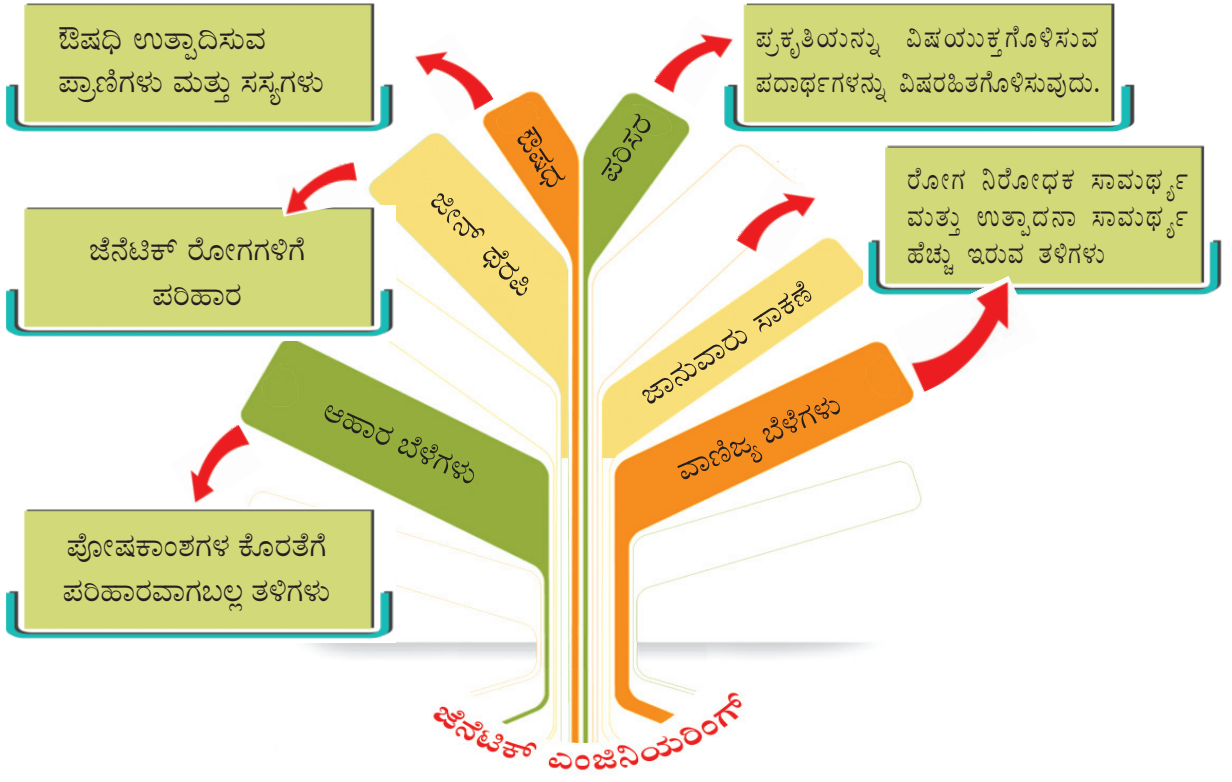 ಔಷಧಿ ಉತ್ಪಾದಿಸುವ
ಪ್ರಾಣಿಗಳು ಮತ್ತು ಸಸ್ಯಗಳು
ಪ್ರಕೃತಿಯನ್ನು ವಿಷಯುಕ್ತಗೊಳಿಸುವ
ಪದಾರ್ಥಗಳನ್ನು ವಿಷರಹಿತಗೊಳಿಸುವುದು.
ಔಷಧ
ಪರಿಸರ
ಜೀನ್ ಥೆರಪಿ
ಜೆನೆಟಿಕ್ ರೋಗಗಳಿಗೆ
ಪರಿಹಾರ
ರೋಗ ನಿರೋಧಕ ಸಾಮರ್ಥ್ಯ
ಮತ್ತು ಉತ್ಪಾದನಾ ಸಾಮರ್ಥ್ಯ
ಹೆಚ್ಚು ಇರುವ ತಳಿಗಳು
ಜಾನುವಾರು ಸಾಕಣೆ
ಆಹಾರ ಬೆಳೆಗಳು
ವಾಣಿಜ್ಯ ಬೆಳೆಗಳು
ಪೋಷಕಾಂಶಗಳ ಕೊರತೆಗೆ
ಪರಿಹಾರವಾಗಬಲ್ಲ ತಳಿಗಳು
ಜೆನೆಟಿಕ್ ಎಂಜಿನಿಯರಿಂಗ್